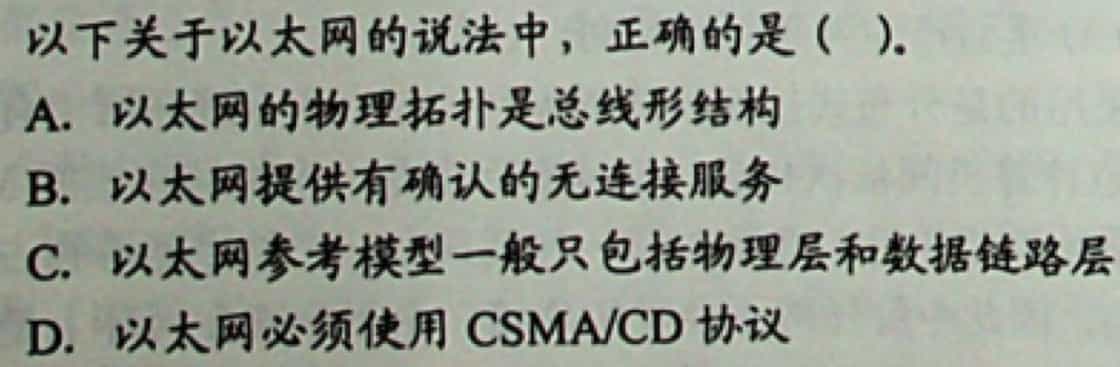 以下关于以太网的说法中，正确的是（  ）。
A. 以太网的物理拓扑是总线形结构
B. 以太网提供有确认的无连接服务
C. 以太网参考模型一般只包括物理层和数据链路层
D. 以太网必须使用 CSMA/CD 协议